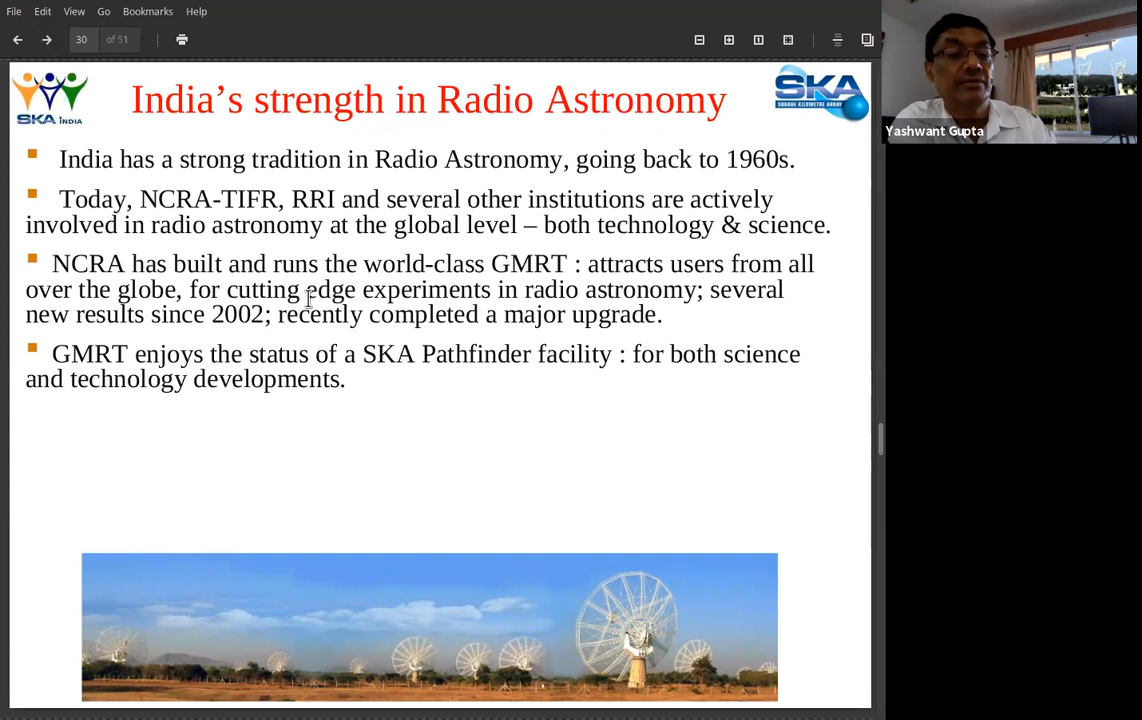 File Edit View Go Bookmarks Help
30 of 51
SKA INDIA
India's strength in Radio Astronomy
SKA
SQUARE KILOMETRE ARRAY
Yashwant Gupta
India has a strong tradition in Radio Astronomy, going back to 1960s.
Today, NCRA-TIFR, RRI and several other institutions are actively
involved in radio astronomy at the global level – both technology & science.
NCRA has built and runs the world-class GMRT : attracts users from all
over the globe, for cutting edge experiments in radio astronomy; several
new results since 2002; recently completed a major upgrade.
GMRT enjoys the status of a SKA Pathfinder facility : for both science
and technology developments.